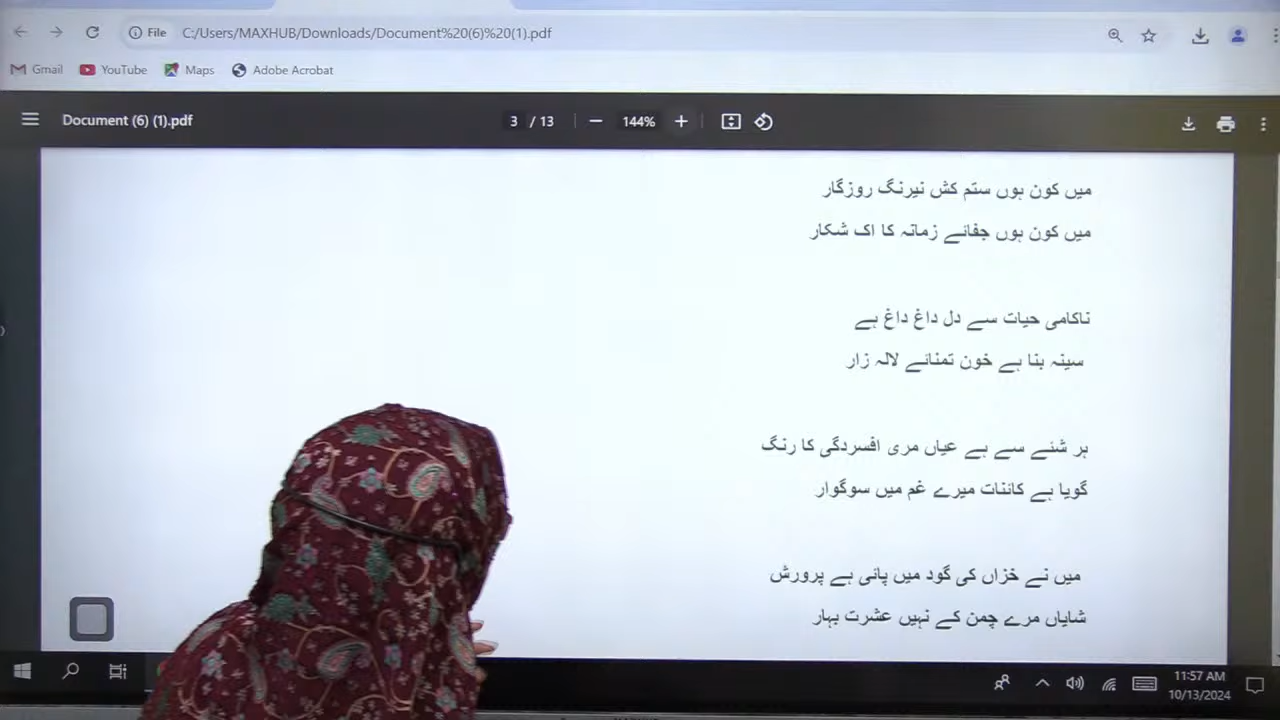 File C:/Users/MAXHUB/Downloads/Document%20(6)%20(1).pdf
Gmail YouTube Maps Adobe Acrobat
Document (6) (1).pdf 3 / 13 144%
میں کون ہوں ستم کش نیرنگ روزگار
میں کون ہوں جفائے زمانہ کا اک شکار
ناکامی حیات سے دل داغ داغ ہے
سینہ بنا ہے خون تمنائے لالہ زار
ہر شئے سے ہے عیاں مری افسردگی کا رنگ
گویا ہے کائنات میرے غم میں سوگوار
میں نے خزاں کی گود میں پائی ہے پرورش
شایاں مرے چمن کے نہیں عشرت بہار
11:57 AM
10/13/2024